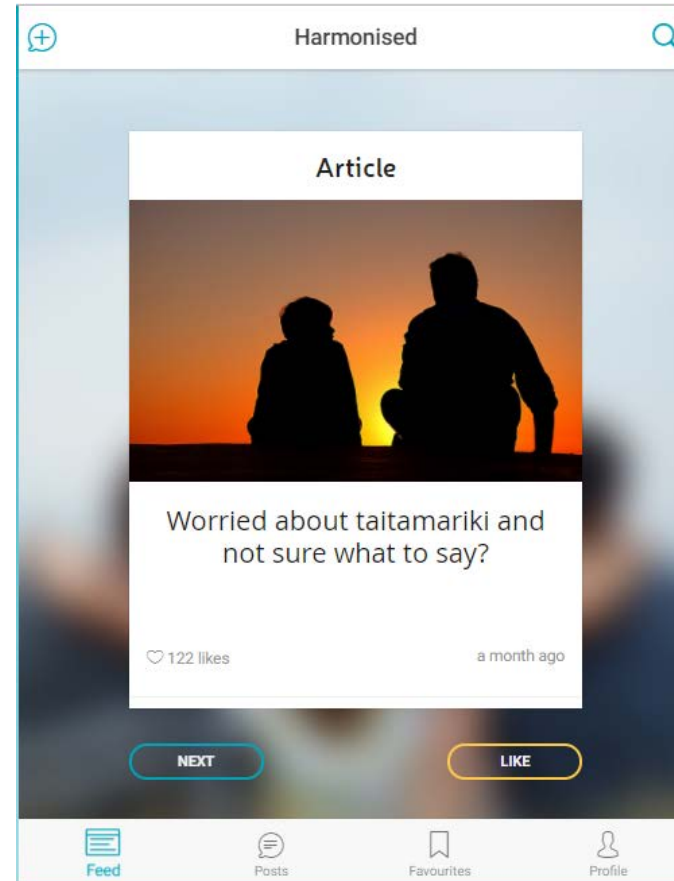 Harmonised
Article
Worried about taitamariki and
not sure what to say?
122 likes
a month ago
NEXT
LIKE
Feed
Posts
Favourites
Profile